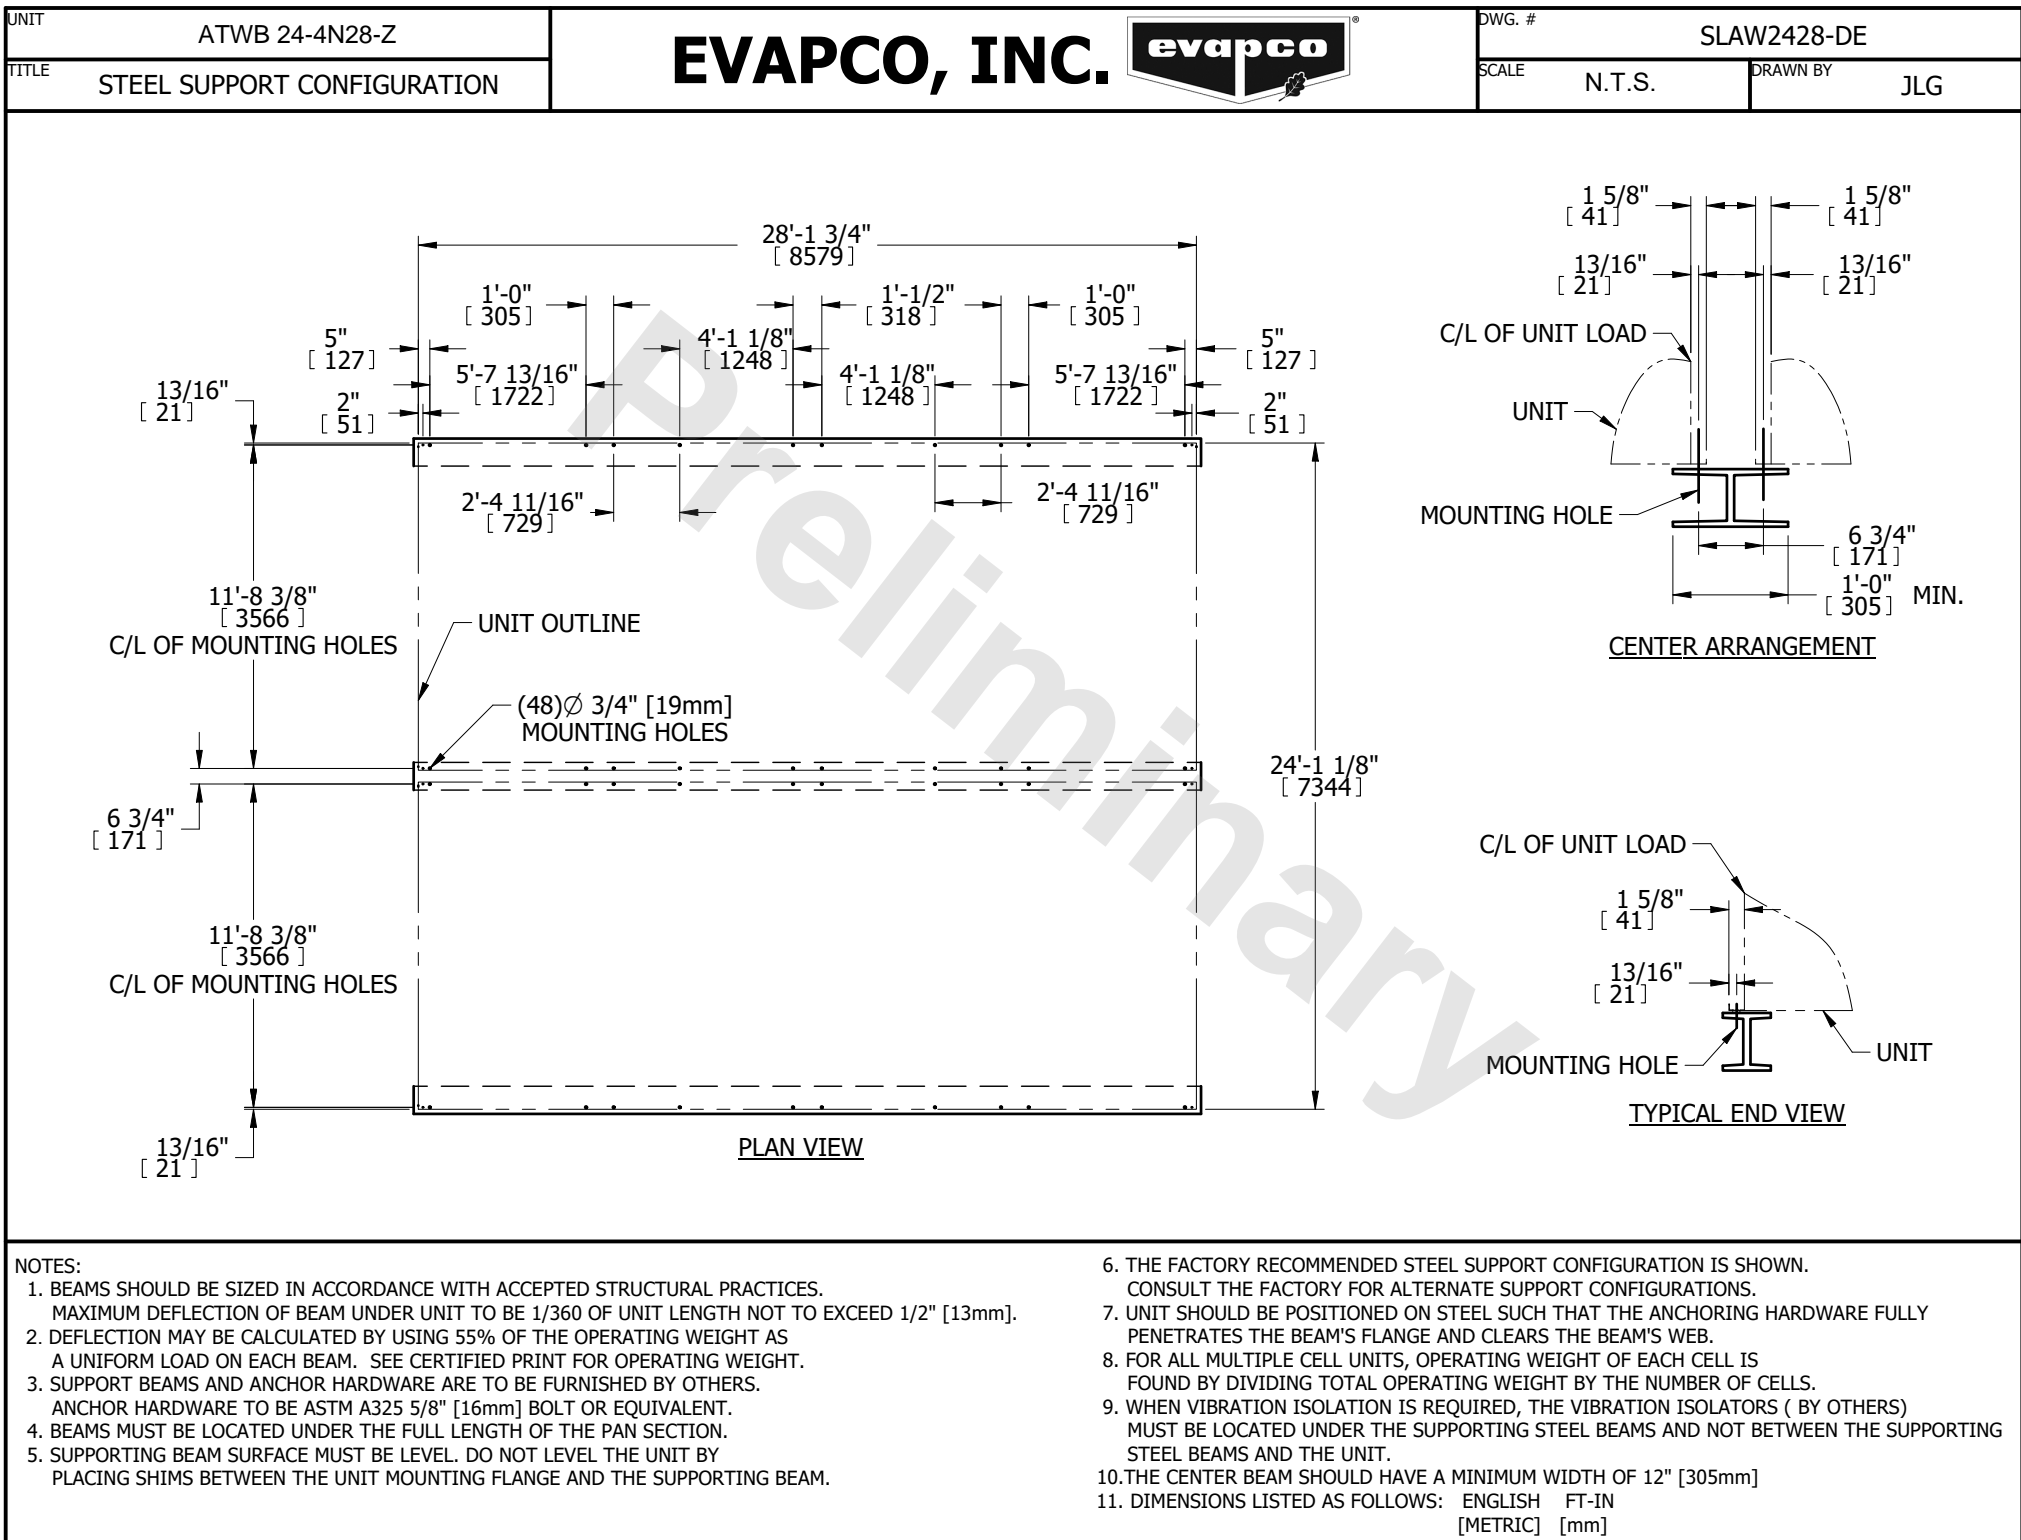 UNIT
ATWB 24-4N28-Z
TITLE
STEEL SUPPORT CONFIGURATION
EVAPCO, INC.
evapco
®
DWG. #
SLAW2428-DE
SCALE
N.T.S.
DRAWN BY
JLG
28'-1 3/4"
[ 8579 ]
1'-0"
[ 305 ]
1'-1/2"
[ 318 ]
1'-0"
[ 305 ]
5"
[ 127 ]
4'-1 1/8"
[ 1248 ]
5"
[ 127 ]
5'-7 13/16"
[ 1722 ]
4'-1 1/8"
[ 1248 ]
5'-7 13/16"
[ 1722 ]
13/16"
[ 21 ]
2"
[ 51 ]
2"
[ 51 ]
2'-4 11/16"
[ 729 ]
2'-4 11/16"
[ 729 ]
11'-8 3/8"
[ 3566 ]
C/L OF MOUNTING HOLES
UNIT OUTLINE
(48)∅ 3/4" [19mm]
MOUNTING HOLES
6 3/4"
[ 171 ]
24'-1 1/8"
[ 7344 ]
11'-8 3/8"
[ 3566 ]
C/L OF MOUNTING HOLES
13/16"
[ 21 ]
PLAN VIEW
1 5/8"
[ 41 ]
1 5/8"
[ 41 ]
13/16"
[ 21 ]
13/16"
[ 21 ]
C/L OF UNIT LOAD
UNIT
MOUNTING HOLE
6 3/4"
[ 171 ]
1'-0"
[ 305 ] MIN.
CENTER ARRANGEMENT
C/L OF UNIT LOAD
1 5/8"
[ 41 ]
13/16"
[ 21 ]
MOUNTING HOLE
UNIT
TYPICAL END VIEW
Preliminary
NOTES:
1. BEAMS SHOULD BE SIZED IN ACCORDANCE WITH ACCEPTED STRUCTURAL PRACTICES.
MAXIMUM DEFLECTION OF BEAM UNDER UNIT TO BE 1/360 OF UNIT LENGTH NOT TO EXCEED 1/2" [13mm].
2. DEFLECTION MAY BE CALCULATED BY USING 55% OF THE OPERATING WEIGHT AS
A UNIFORM LOAD ON EACH BEAM. SEE CERTIFIED PRINT FOR OPERATING WEIGHT.
3. SUPPORT BEAMS AND ANCHOR HARDWARE ARE TO BE FURNISHED BY OTHERS.
ANCHOR HARDWARE TO BE ASTM A325 5/8" [16mm] BOLT OR EQUIVALENT.
4. BEAMS MUST BE LOCATED UNDER THE FULL LENGTH OF THE PAN SECTION.
5. SUPPORTING BEAM SURFACE MUST BE LEVEL. DO NOT LEVEL THE UNIT BY
PLACING SHIMS BETWEEN THE UNIT MOUNTING FLANGE AND THE SUPPORTING BEAM.
6. THE FACTORY RECOMMENDED STEEL SUPPORT CONFIGURATION IS SHOWN.
CONSULT THE FACTORY FOR ALTERNATE SUPPORT CONFIGURATIONS.
7. UNIT SHOULD BE POSITIONED ON STEEL SUCH THAT THE ANCHORING HARDWARE FULLY
PENETRATES THE BEAM'S FLANGE AND CLEARS THE BEAM'S WEB.
8. FOR ALL MULTIPLE CELL UNITS, OPERATING WEIGHT OF EACH CELL IS
FOUND BY DIVIDING TOTAL OPERATING WEIGHT BY THE NUMBER OF CELLS.
9. WHEN VIBRATION ISOLATION IS REQUIRED, THE VIBRATION ISOLATORS ( BY OTHERS)
MUST BE LOCATED UNDER THE SUPPORTING STEEL BEAMS AND NOT BETWEEN THE SUPPORTING
STEEL BEAMS AND THE UNIT.
10.THE CENTER BEAM SHOULD HAVE A MINIMUM WIDTH OF 12" [305mm]
11. DIMENSIONS LISTED AS FOLLOWS: ENGLISH FT-IN
[METRIC] [mm]